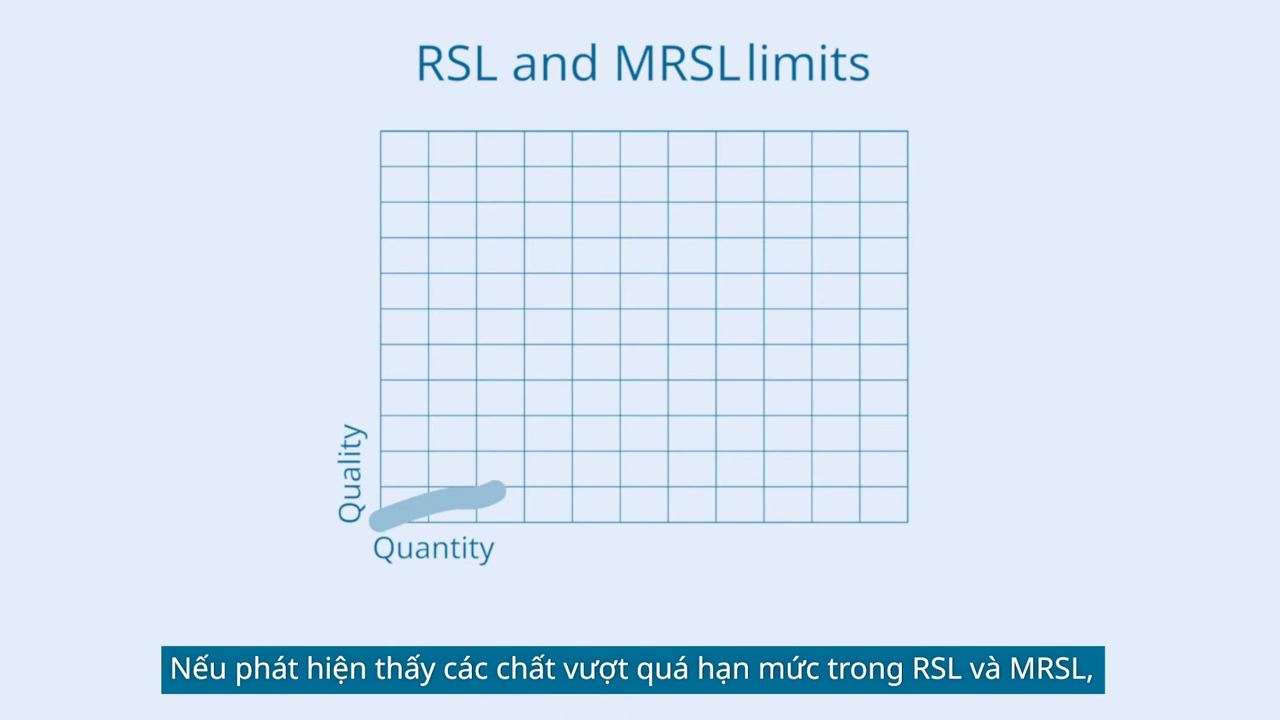 RSL and MRSL limits
Quality
Quantity
Nếu phát hiện thấy các chất vượt quá hạn mức trong RSL và MRSL,